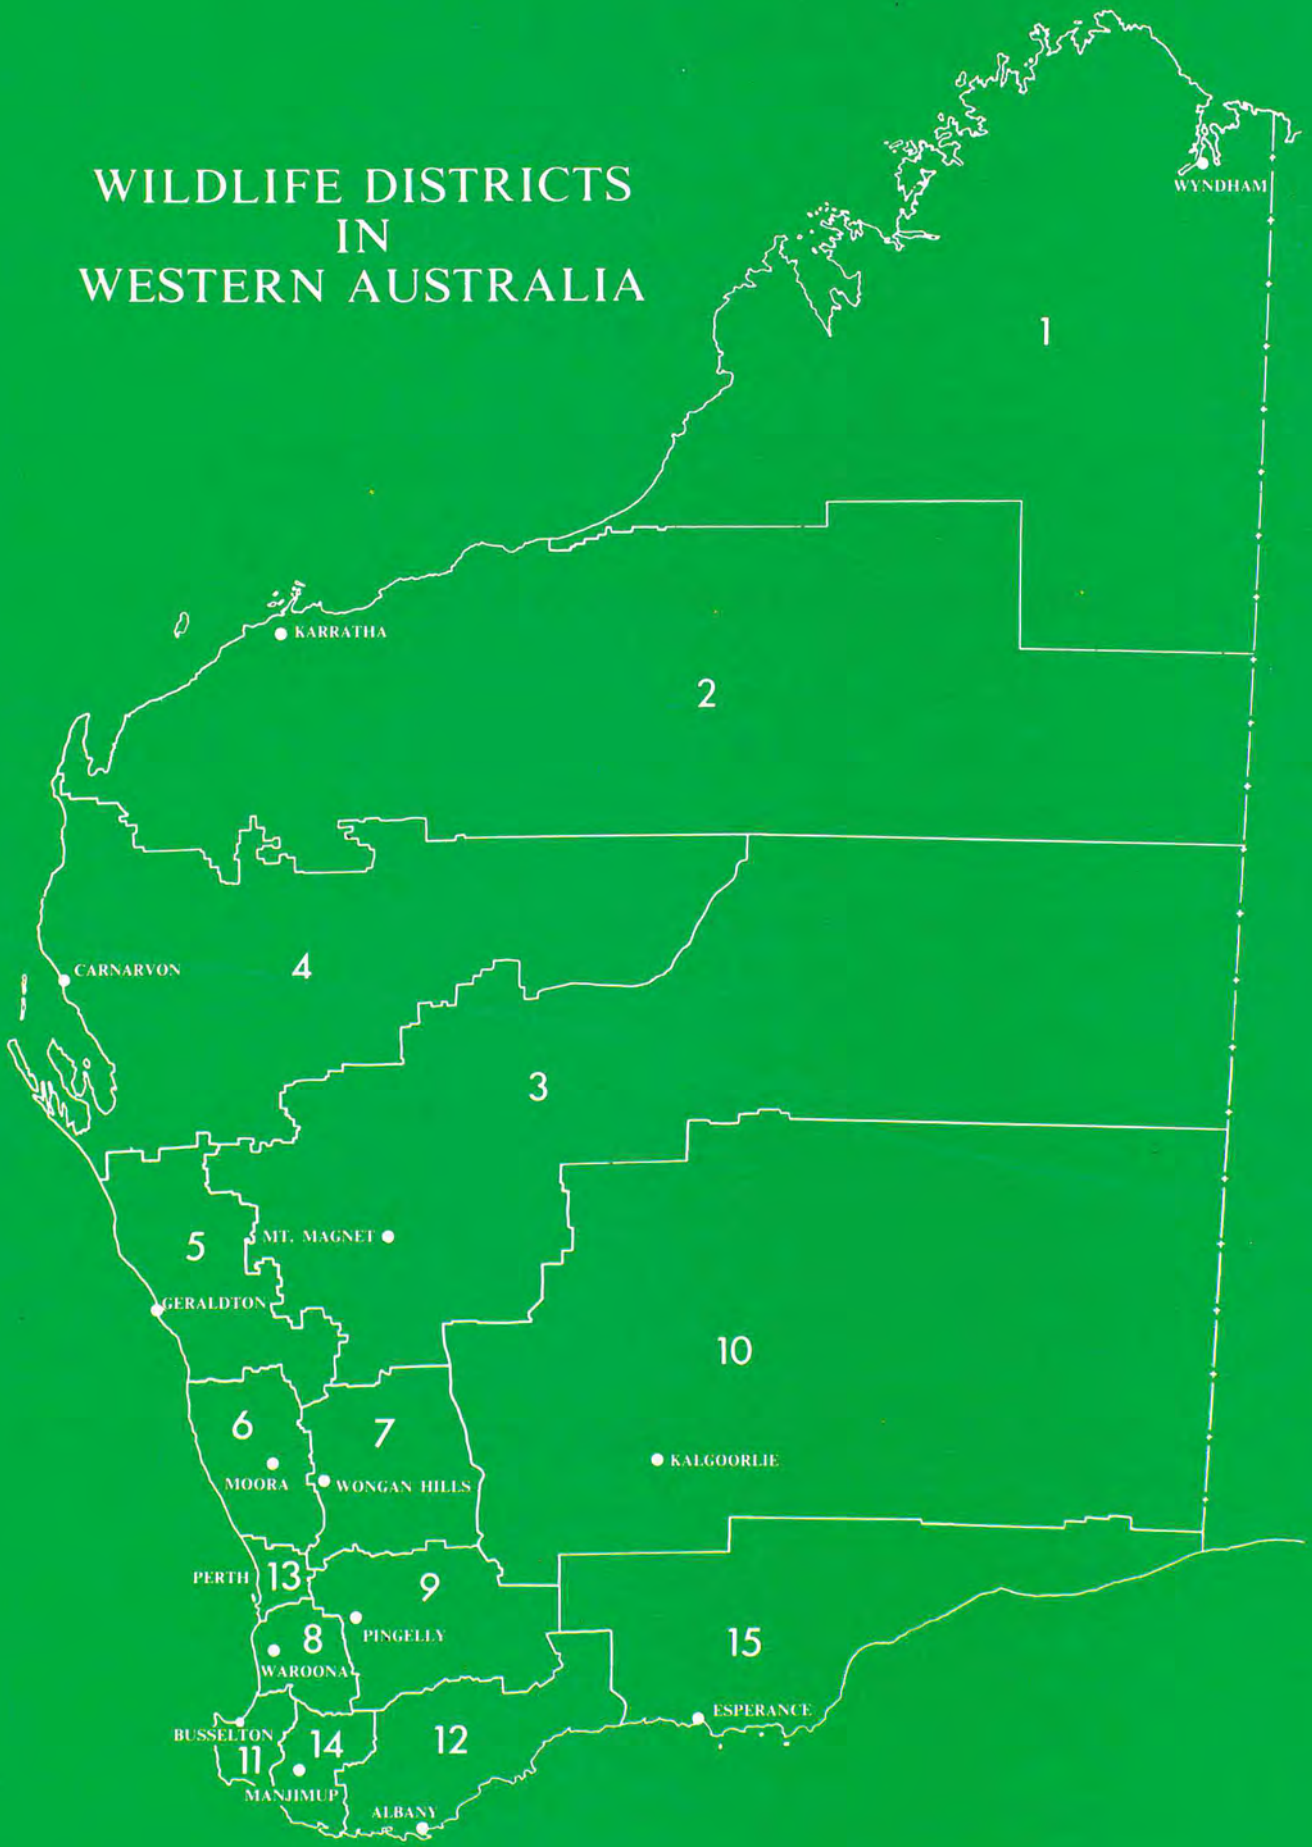 WILDLIFE DISTRICTS
IN
WESTERN AUSTRALIA
WYNDHAM
1
KARRATHA
2
CARNARVON
4
3
5
MT. MAGNET
GERALDTON
10
6
7
KALGOORLIE
MOORA
WONGAN HILLS
PERTH
13
9
8
PINGELLY
15
WAROONA
ESPERANCE
BUSSELTON
14
12
11
MANJIMUP
ALBANY